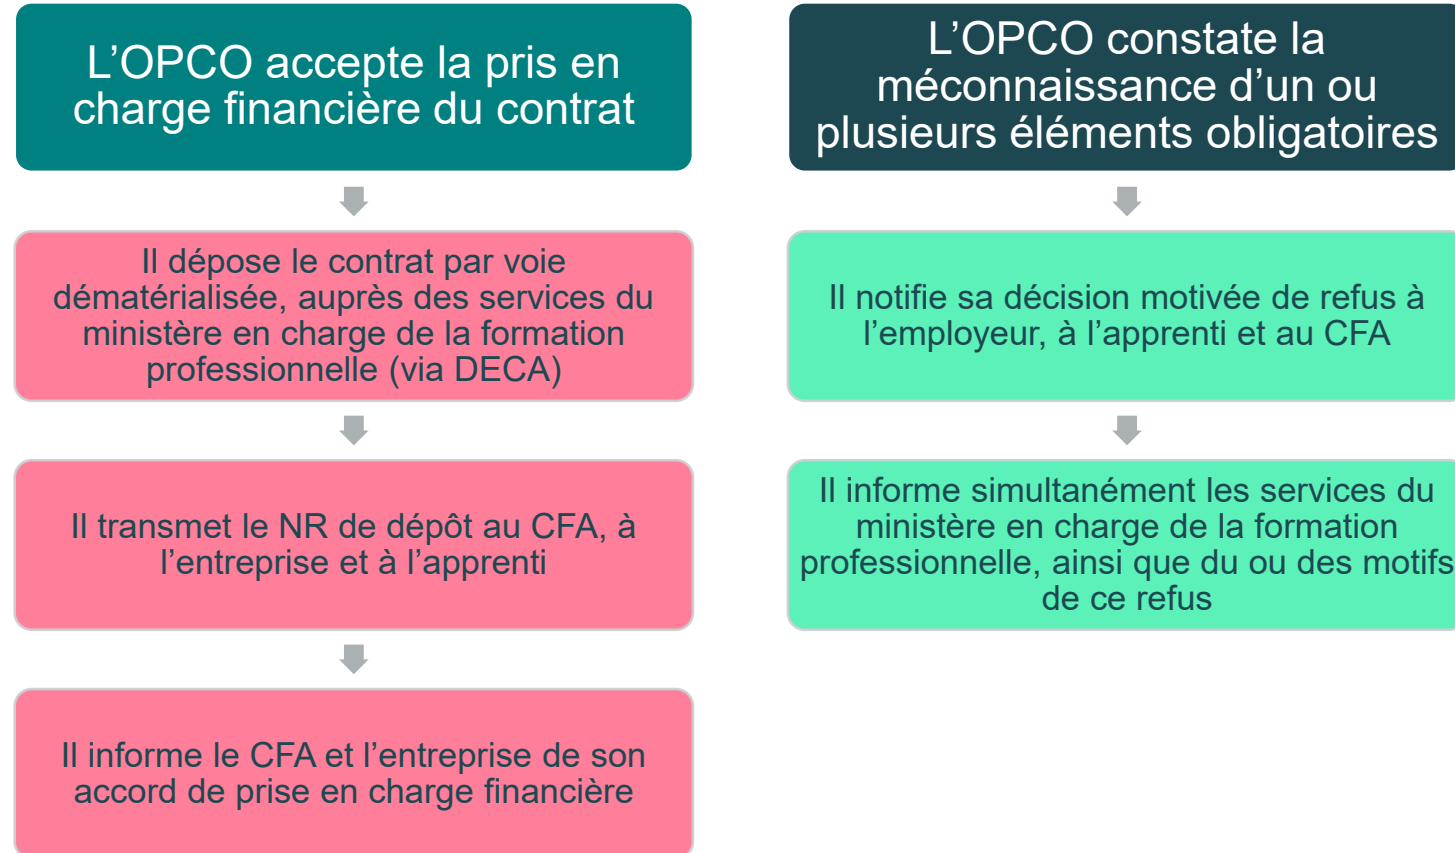 L’OPCO accepte la pris en
charge financière du contrat
Il dépose le contrat par voie
dématérialisée, auprès des services du
ministère en charge de la formation
professionnelle (via DECA)
Il transmet le NR de dépôt au CFA, à
l’entreprise et à l’apprenti
Il informe le CFA et l’entreprise de son
accord de prise en charge financière
L’OPCO constate la
méconnaissance d’un ou
plusieurs éléments obligatoires
Il notifie sa décision motivée de refus à
l’employeur, à l’apprenti et au CFA
Il informe simultanément les services du
ministère en charge de la formation
professionnelle, ainsi que du ou des motifs
de ce refus